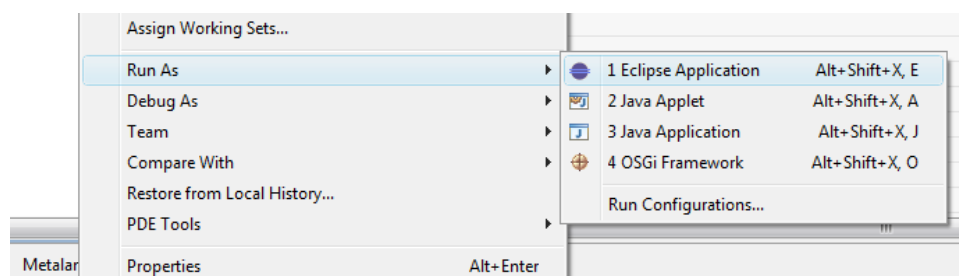 Assign Working Sets...
Run As
1 Eclipse Application Alt+Shift+X, E
Debug As
2 Java Applet Alt+Shift+X, A
Team
3 Java Application Alt+Shift+X, J
Compare With
4 OSGi Framework Alt+Shift+X, O
Restore from Local History...
Run Configurations...
PDE Tools
Metalar
Properties Alt+Enter